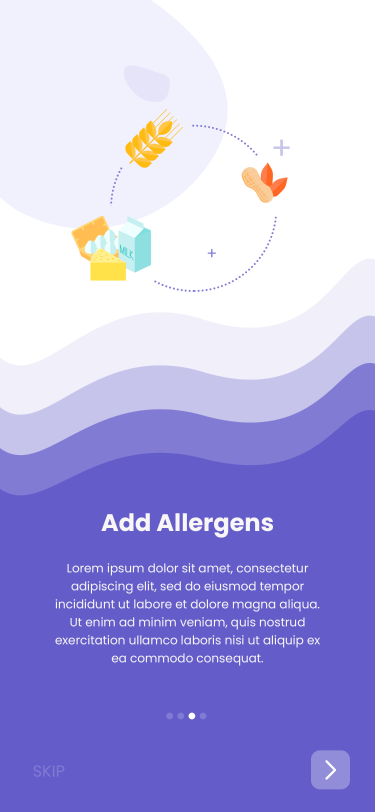 MILK
Add Allergens
Lorem ipsum dolor sit amet, consectetur
adipiscing elit, sed do eiusmod tempor
incididunt ut labore et dolore magna aliqua.
Ut enim ad minim veniam, quis nostrud
exercitation ullamco laboris nisi ut aliquip ex
ea commodo consequat.
SKIP